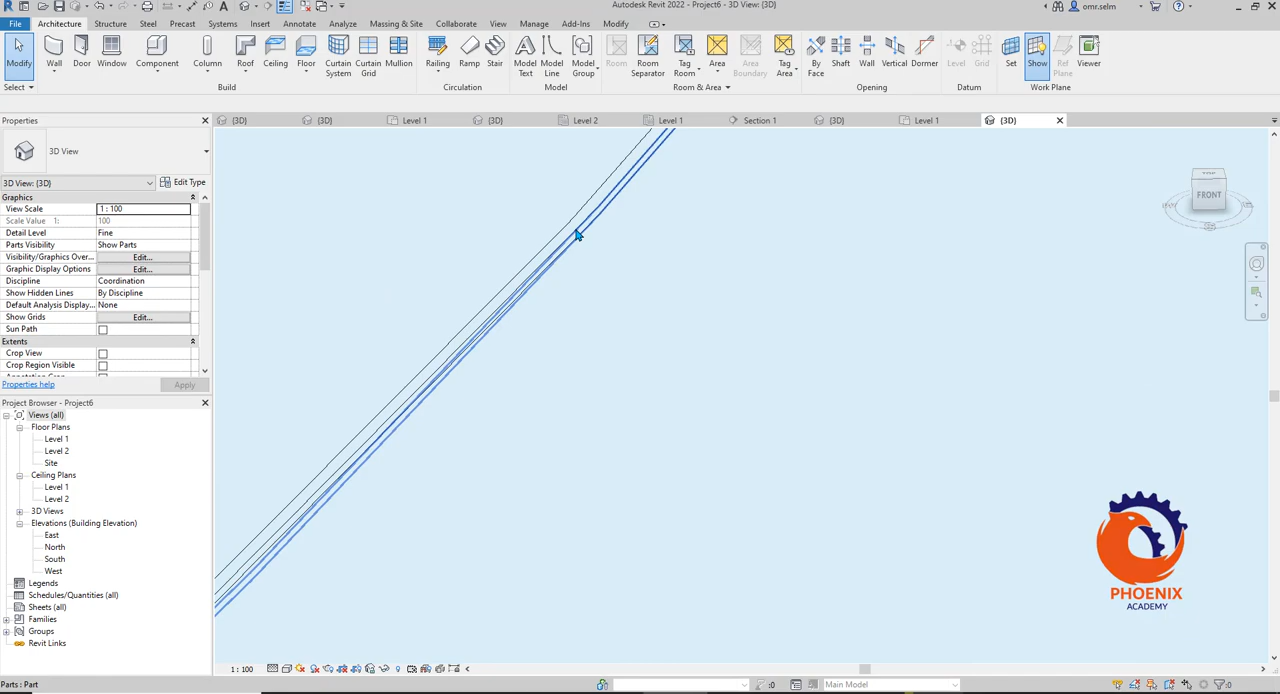 Autodesk Revit 2022 - Project6 - 3D View: {3D}
omr.selm
File Architecture Structure Steel Precast Systems Insert Annotate Analyze Massing & Site Collaborate View Manage Add-Ins Modify
Modify
Wall
Door
Window
Component
Column
Roof
Ceiling
Floor
Curtain System
Curtain Grid
Mullion
Railing
Ramp
Stair
Model Text
Model Line
Model Group
Room
Room Separator
Tag Room
Area
Area Boundary
Tag Area
By Face
Shaft
Wall
Vertical
Dormer
Level
Grid
Set
Show
Ref Plane
Viewer
Select Build Circulation Model Room & Area Opening Datum Work Plane
Properties
{3D} {3D} Level 1 {3D} Level 2 Level 1 Section 1 {3D} Level 1 {3D}
3D View
3D View: {3D} Edit Type
Graphics
View Scale 1 : 100
Scale Value 1: 100
Detail Level Fine
Parts Visibility Show Parts
Visibility/Graphics Over... Edit...
Graphic Display Options Edit...
Discipline Coordination
Show Hidden Lines By Discipline
Default Analysis Display... None
Show Grids Edit...
Sun Path
Extents
Crop View
Crop Region Visible
Properties help Apply
Project Browser - Project6
Views (all)
Floor Plans
Level 1
Level 2
Site
Ceiling Plans
Level 1
Level 2
3D Views
Elevations (Building Elevation)
East
North
South
West
Legends
Schedules/Quantities (all)
Sheets (all)
Families
Groups
Revit Links
TOP
FRONT
PHOENIX
ACADEMY
1 : 100
Parts : Part
:0
Main Model
:0